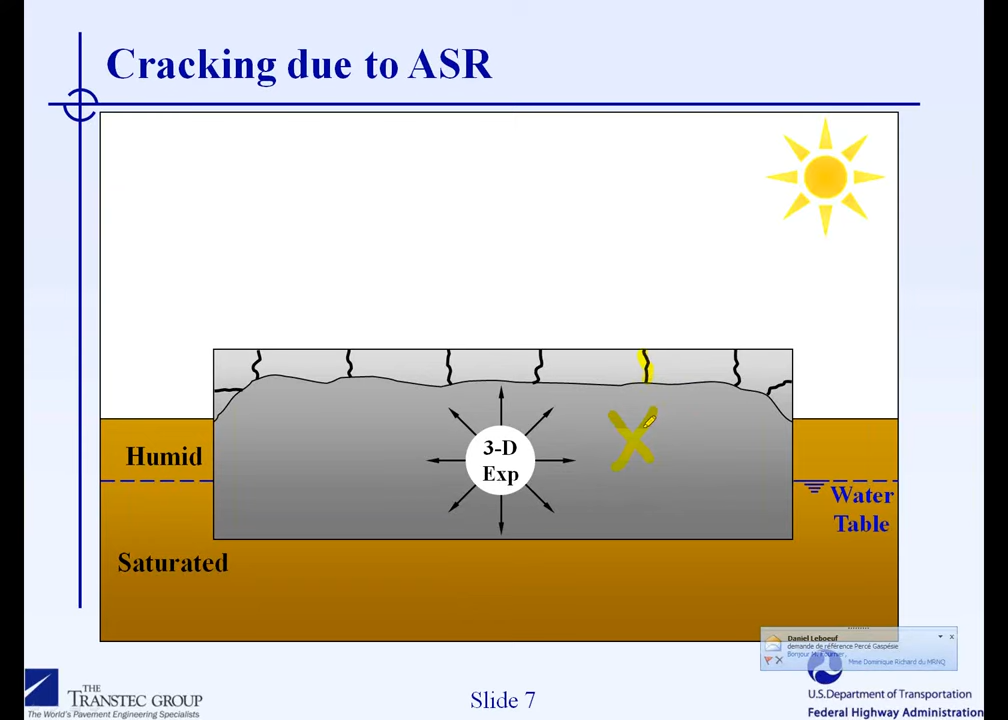 Cracking due to ASR
Humid
3-D
Exp
Water
Table
Saturated
Daniel Leboeuf
demande de référence Percé Gaspésie
Bonjour M. Fournier,
Mme Dominique Richard du MRNQ
THE
TRANSTEC GROUP
The World's Pavement Engineering Specialists
Slide 7
U.S.Department of Transportation
Federal Highway Administration